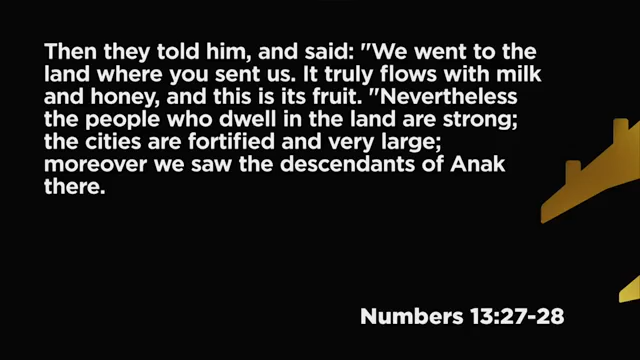 Then they told him, and said: "We went to the
land where you sent us. It truly flows with milk
and honey, and this is its fruit. "Nevertheless
the people who dwell in the land are strong;
the cities are fortified and very large;
moreover we saw the descendants of Anak
there.
Numbers 13:27-28